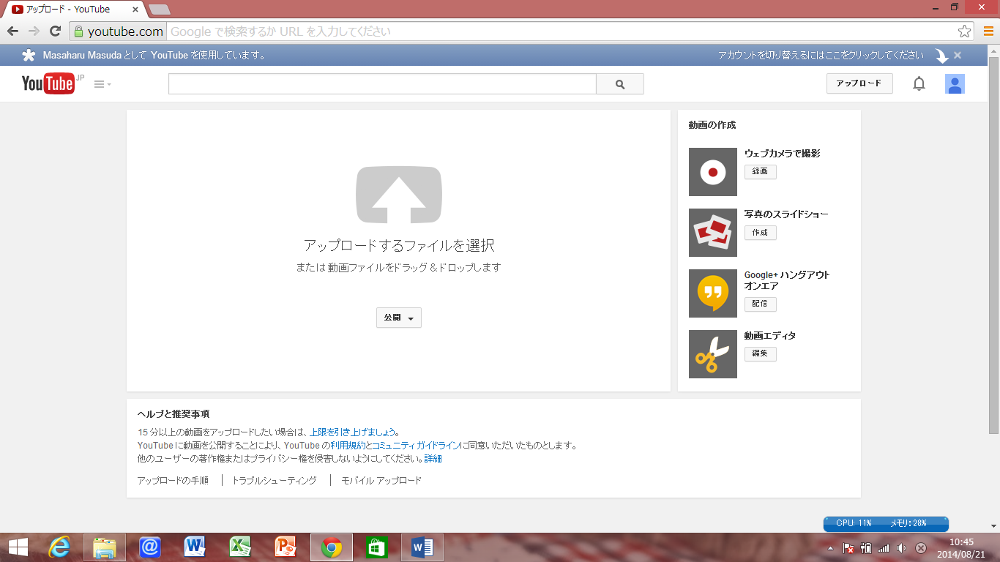 アップロード - YouTube
youtube.com Google で検索するか URL を入力してください
Masaharu Masuda として YouTube を使用しています。 アカウントを切り替えるにはここをクリックしてください
YouTube JP アップロード
動画の作成
ウェブカメラで撮影
録画
写真のスライドショー
作成
Google+ ハングアウト
オンエア
配信
動画エディタ
編集
アップロードするファイルを選択
または 動画ファイルをドラッグ & ドロップします
公開
ヘルプと推奨事項
15 分以上の動画をアップロードしたい場合は、上限を引き上げましょう。
YouTube に動画を公開することにより、YouTube の利用規約とコミュニティ ガイドラインに同意いただいたものとします。
他のユーザーの著作権またはプライバシー権を侵害しないようにしてください。詳細
アップロードの手順 トラブルシューティング モバイル アップロード
CPU: 11% メモリ: 28%
10:45
2014/08/21